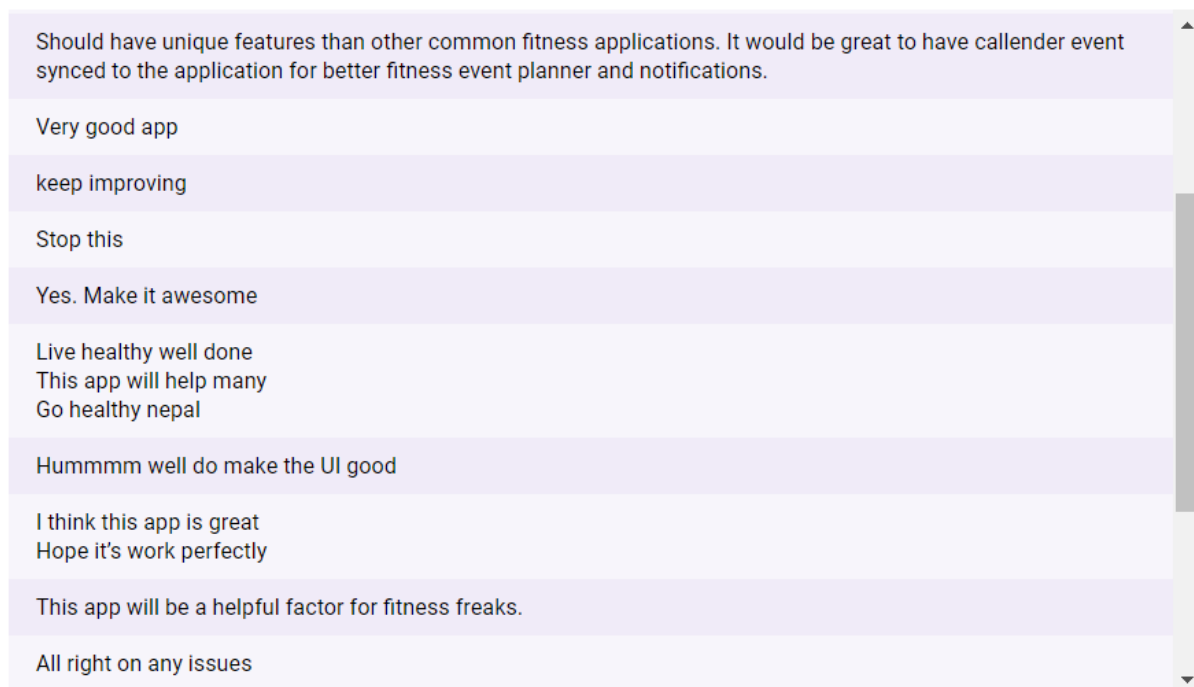 Should have unique features than other common fitness applications. It would be great to have callender event
synced to the application for better fitness event planner and notifications.
Very good app
keep improving
Stop this
Yes. Make it awesome
Live healthy well done
This app will help many
Go healthy nepal
Hummmm well do make the UI good
I think this app is great
Hope it’s work perfectly
This app will be a helpful factor for fitness freaks.
All right on any issues